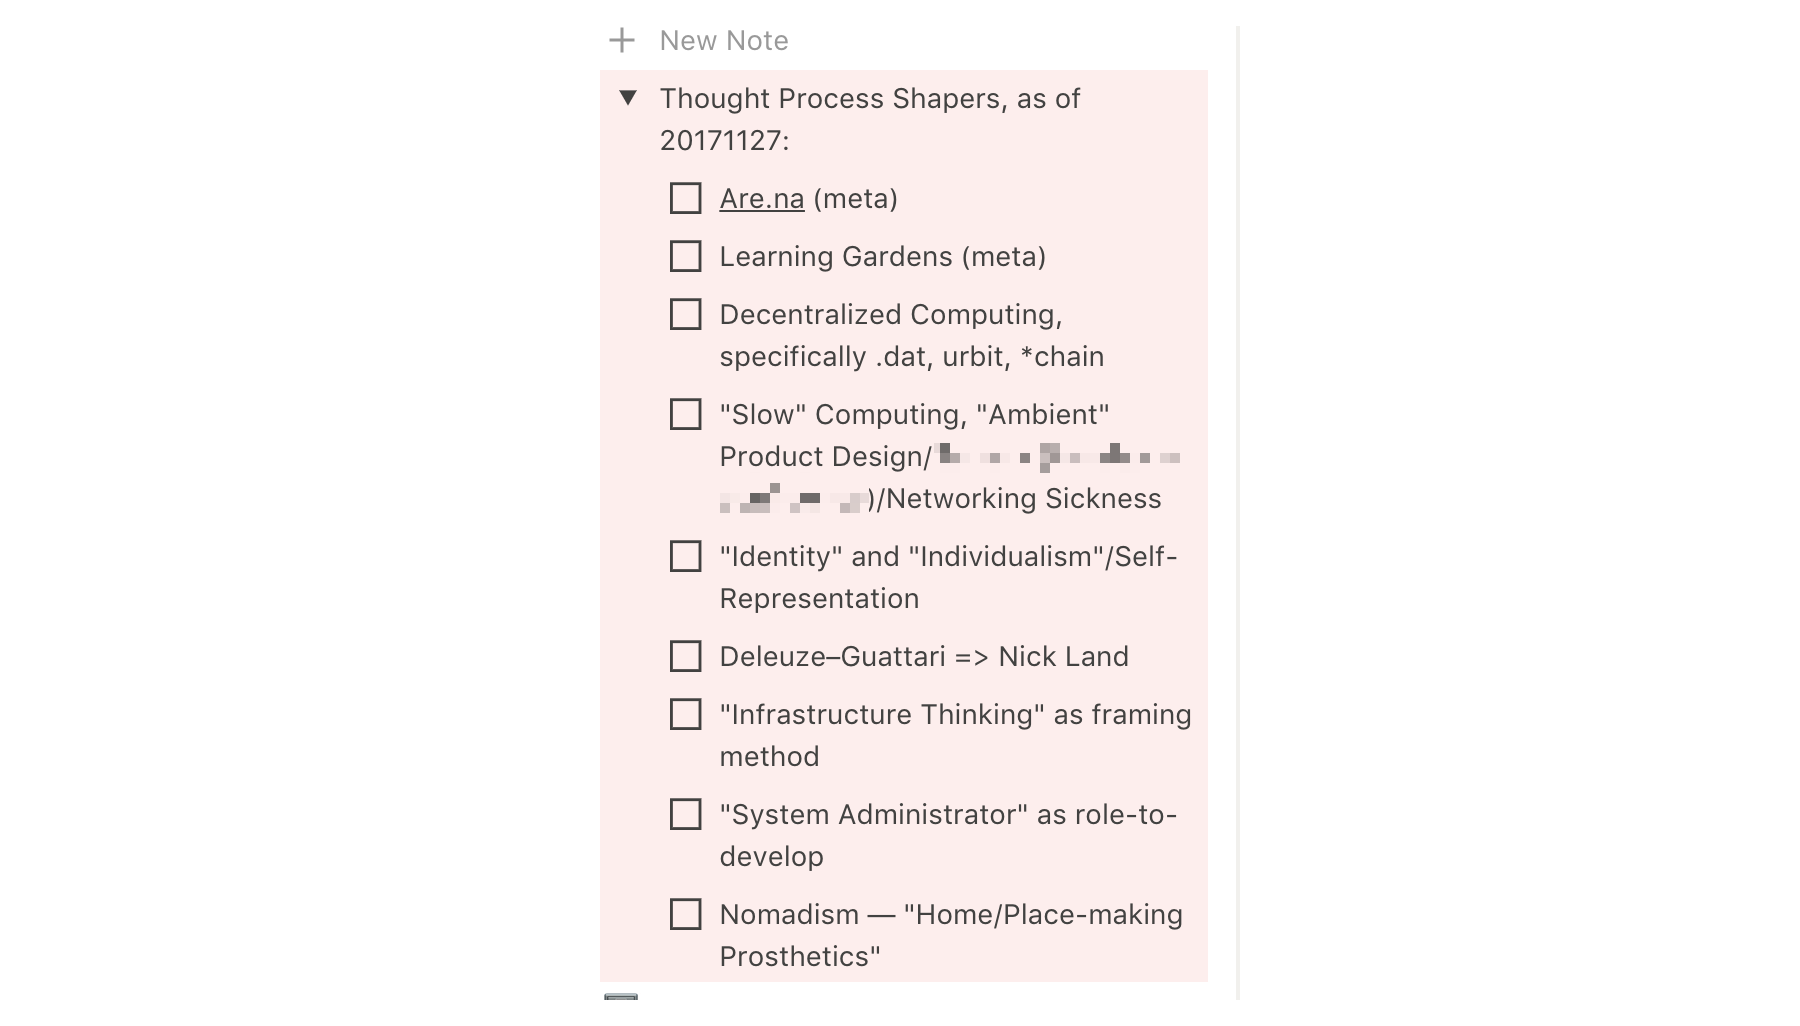 New Note
Thought Process Shapers, as of
20171127:
Are.na (meta)
Learning Gardens (meta)
Decentralized Computing,
specifically .dat, urbit, *chain
"Slow" Computing, "Ambient"
Product Design/
)/Networking Sickness
"Identity" and "Individualism"/Self-
Representation
Deleuze–Guattari => Nick Land
"Infrastructure Thinking" as framing
method
"System Administrator" as role-to-
develop
Nomadism — "Home/Place-making
Prosthetics"